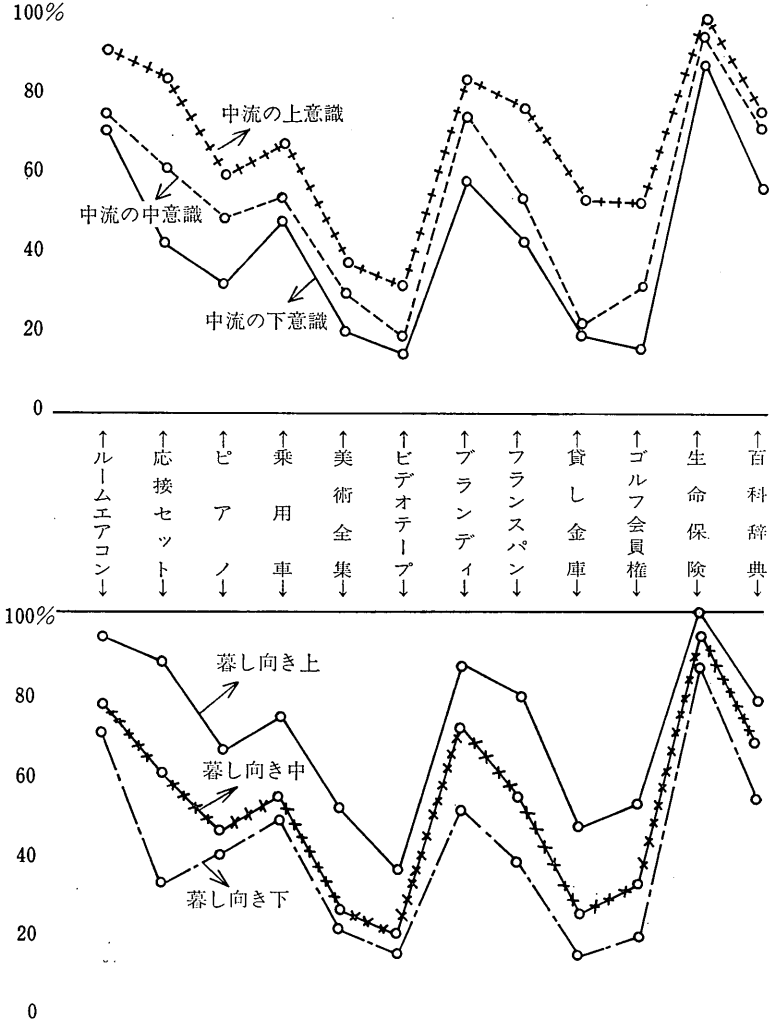 100%
80
60
40
20
0
中流の上意識
中流の中意識
中流の下意識
←ルームエアコン→
←応接セット→
←ピアノ→
←乗用車→
←美術全集→
←ビデオテープ→
←ブランディ→
←フランスパン→
←貸し金庫→
←ゴルフ会員権→
←生命保険→
←百科辞典→
100%
80
60
40
20
0
暮し向き上
暮し向き中
暮し向き下